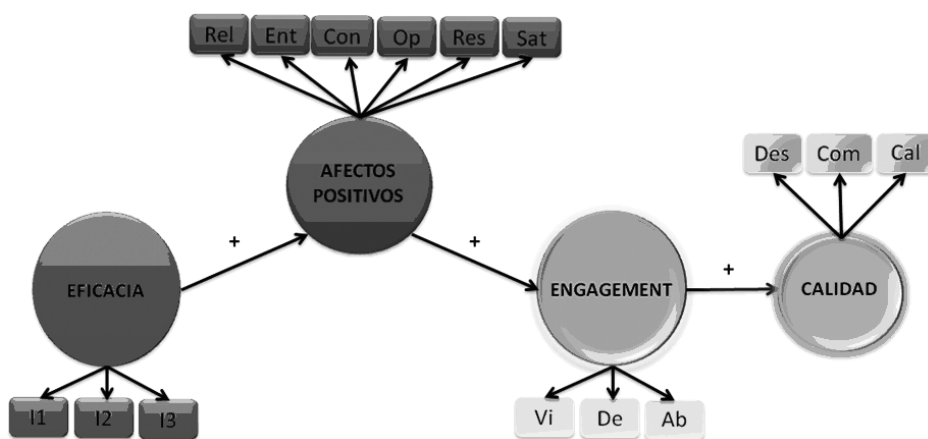 Rel Ent Con Op Res Sat
AFECTOS
POSITIVOS
Des Com Cal
+ + +
EFICACIA
ENGAGEMENT
CALIDAD
I1 I2 I3
Vi De Ab